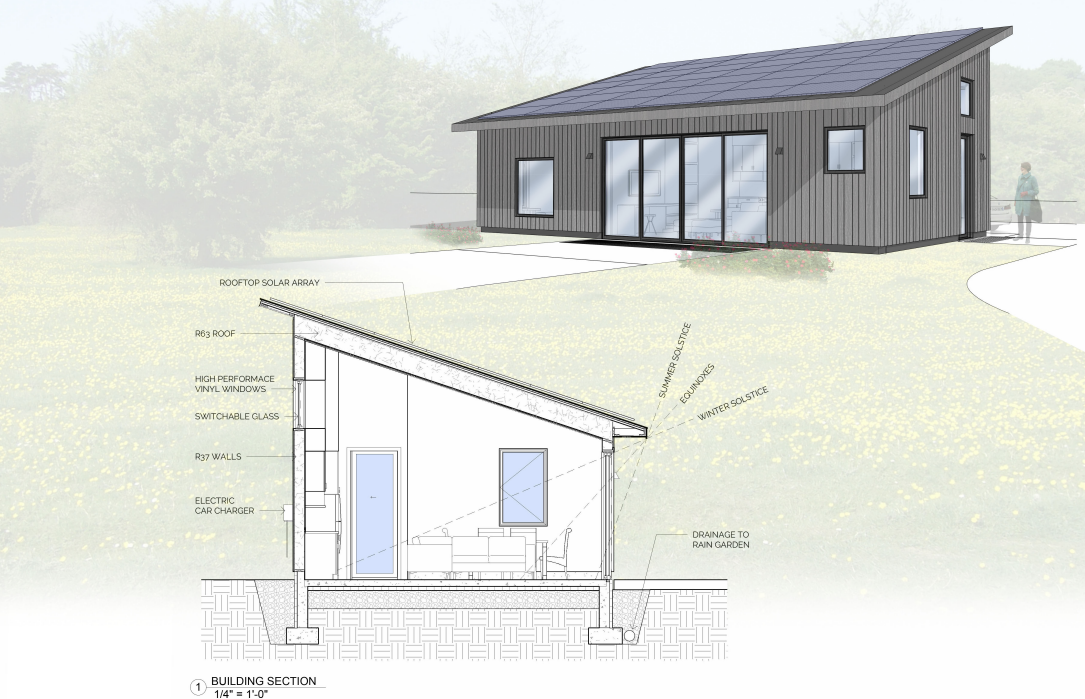 ROOFTOP SOLAR ARRAY
R63 ROOF
HIGH PERFORMACE
VINYL WINDOWS
SWITCHABLE GLASS
R37 WALLS
ELECTRIC
CAR CHARGER
SUMMER SOLSTICE
EQUINOXES
WINTER SOLSTICE
DRAINAGE TO
RAIN GARDEN
1 BUILDING SECTION
1/4" = 1'-0"